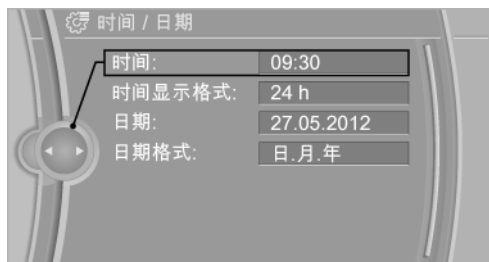 时间 / 日期
时间: 09:30
时间显示格式: 24 h
日期: 27.05.2012
日期格式: 日.月.年